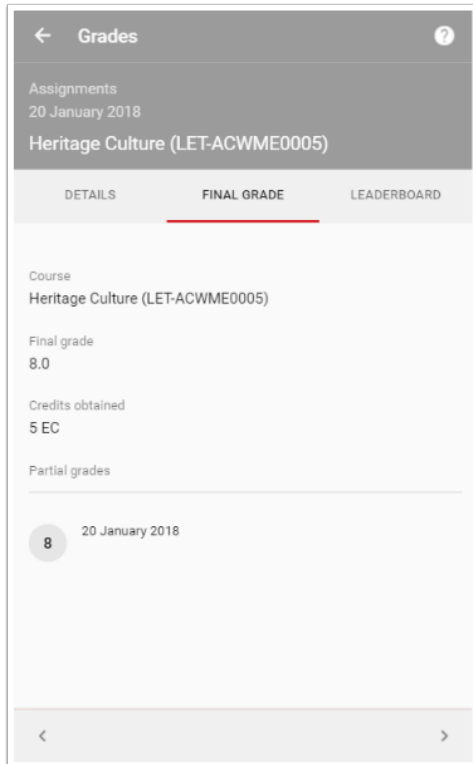 Grades
Assignments
20 January 2018
Heritage Culture (LET-ACWME0005)
DETAILS FINAL GRADE LEADERBOARD
Course
Heritage Culture (LET-ACWME0005)
Final grade
8.0
Credits obtained
5 EC
Partial grades
20 January 2018
8